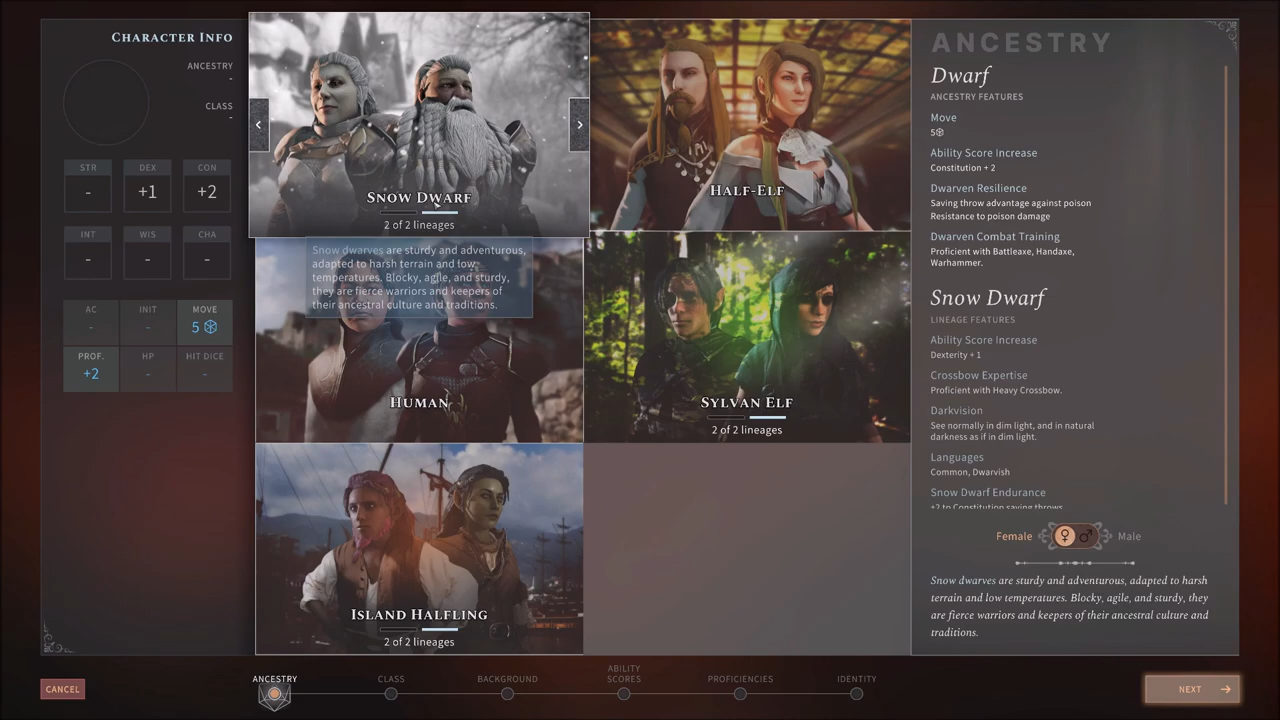 CHARACTER INFO
ANCESTRY
-
CLASS
-
STR
DEX
CON
-
+1
+2
INT
WIS
CHA
-
-
-
AC
INIT
MOVE
-
-
5
PROF.
HP
HIT DICE
+2
-
-
SNOW DWARF
2 of 2 lineages
Snow dwarves are sturdy and adventurous,
adapted to harsh terrain and low
temperatures. Blocky, agile, and sturdy,
they are fierce warriors and keepers of
their ancestral culture and traditions.
HALF-ELF
HUMAN
SYLVAN ELF
2 of 2 lineages
ISLAND HALFLING
2 of 2 lineages
ANCESTRY
Dwarf
ANCESTRY FEATURES
Move
5
Ability Score Increase
Constitution + 2
Dwarven Resilience
Saving throw advantage against poison
Resistance to poison damage
Dwarven Combat Training
Proficient with Battleaxe, Handaxe,
Warhammer.
Snow Dwarf
LINEAGE FEATURES
Ability Score Increase
Dexterity + 1
Crossbow Expertise
Proficient with Heavy Crossbow.
Darkvision
See normally in dim light, and in natural
darkness as if in dim light.
Languages
Common, Dwarvish
Snow Dwarf Endurance
+2 to Constitution saving throws
Female
Male
Snow dwarves are sturdy and adventurous, adapted to harsh
terrain and low temperatures. Blocky, agile, and sturdy, they
are fierce warriors and keepers of their ancestral culture and
traditions.
CANCEL
ANCESTRY
CLASS
BACKGROUND
ABILITY
SCORES
PROFICIENCIES
IDENTITY
NEXT